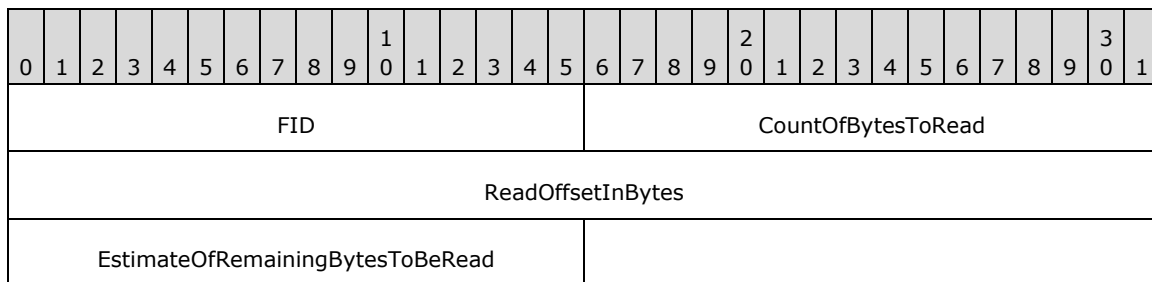 1 2 3
0 1 2 3 4 5 6 7 8 9 0 1 2 3 4 5 6 7 8 9 0 1 2 3 4 5 6 7 8 9 0 1
FID CountOfBytesToRead
ReadOffsetInBytes
EstimateOfRemainingBytesToBeRead